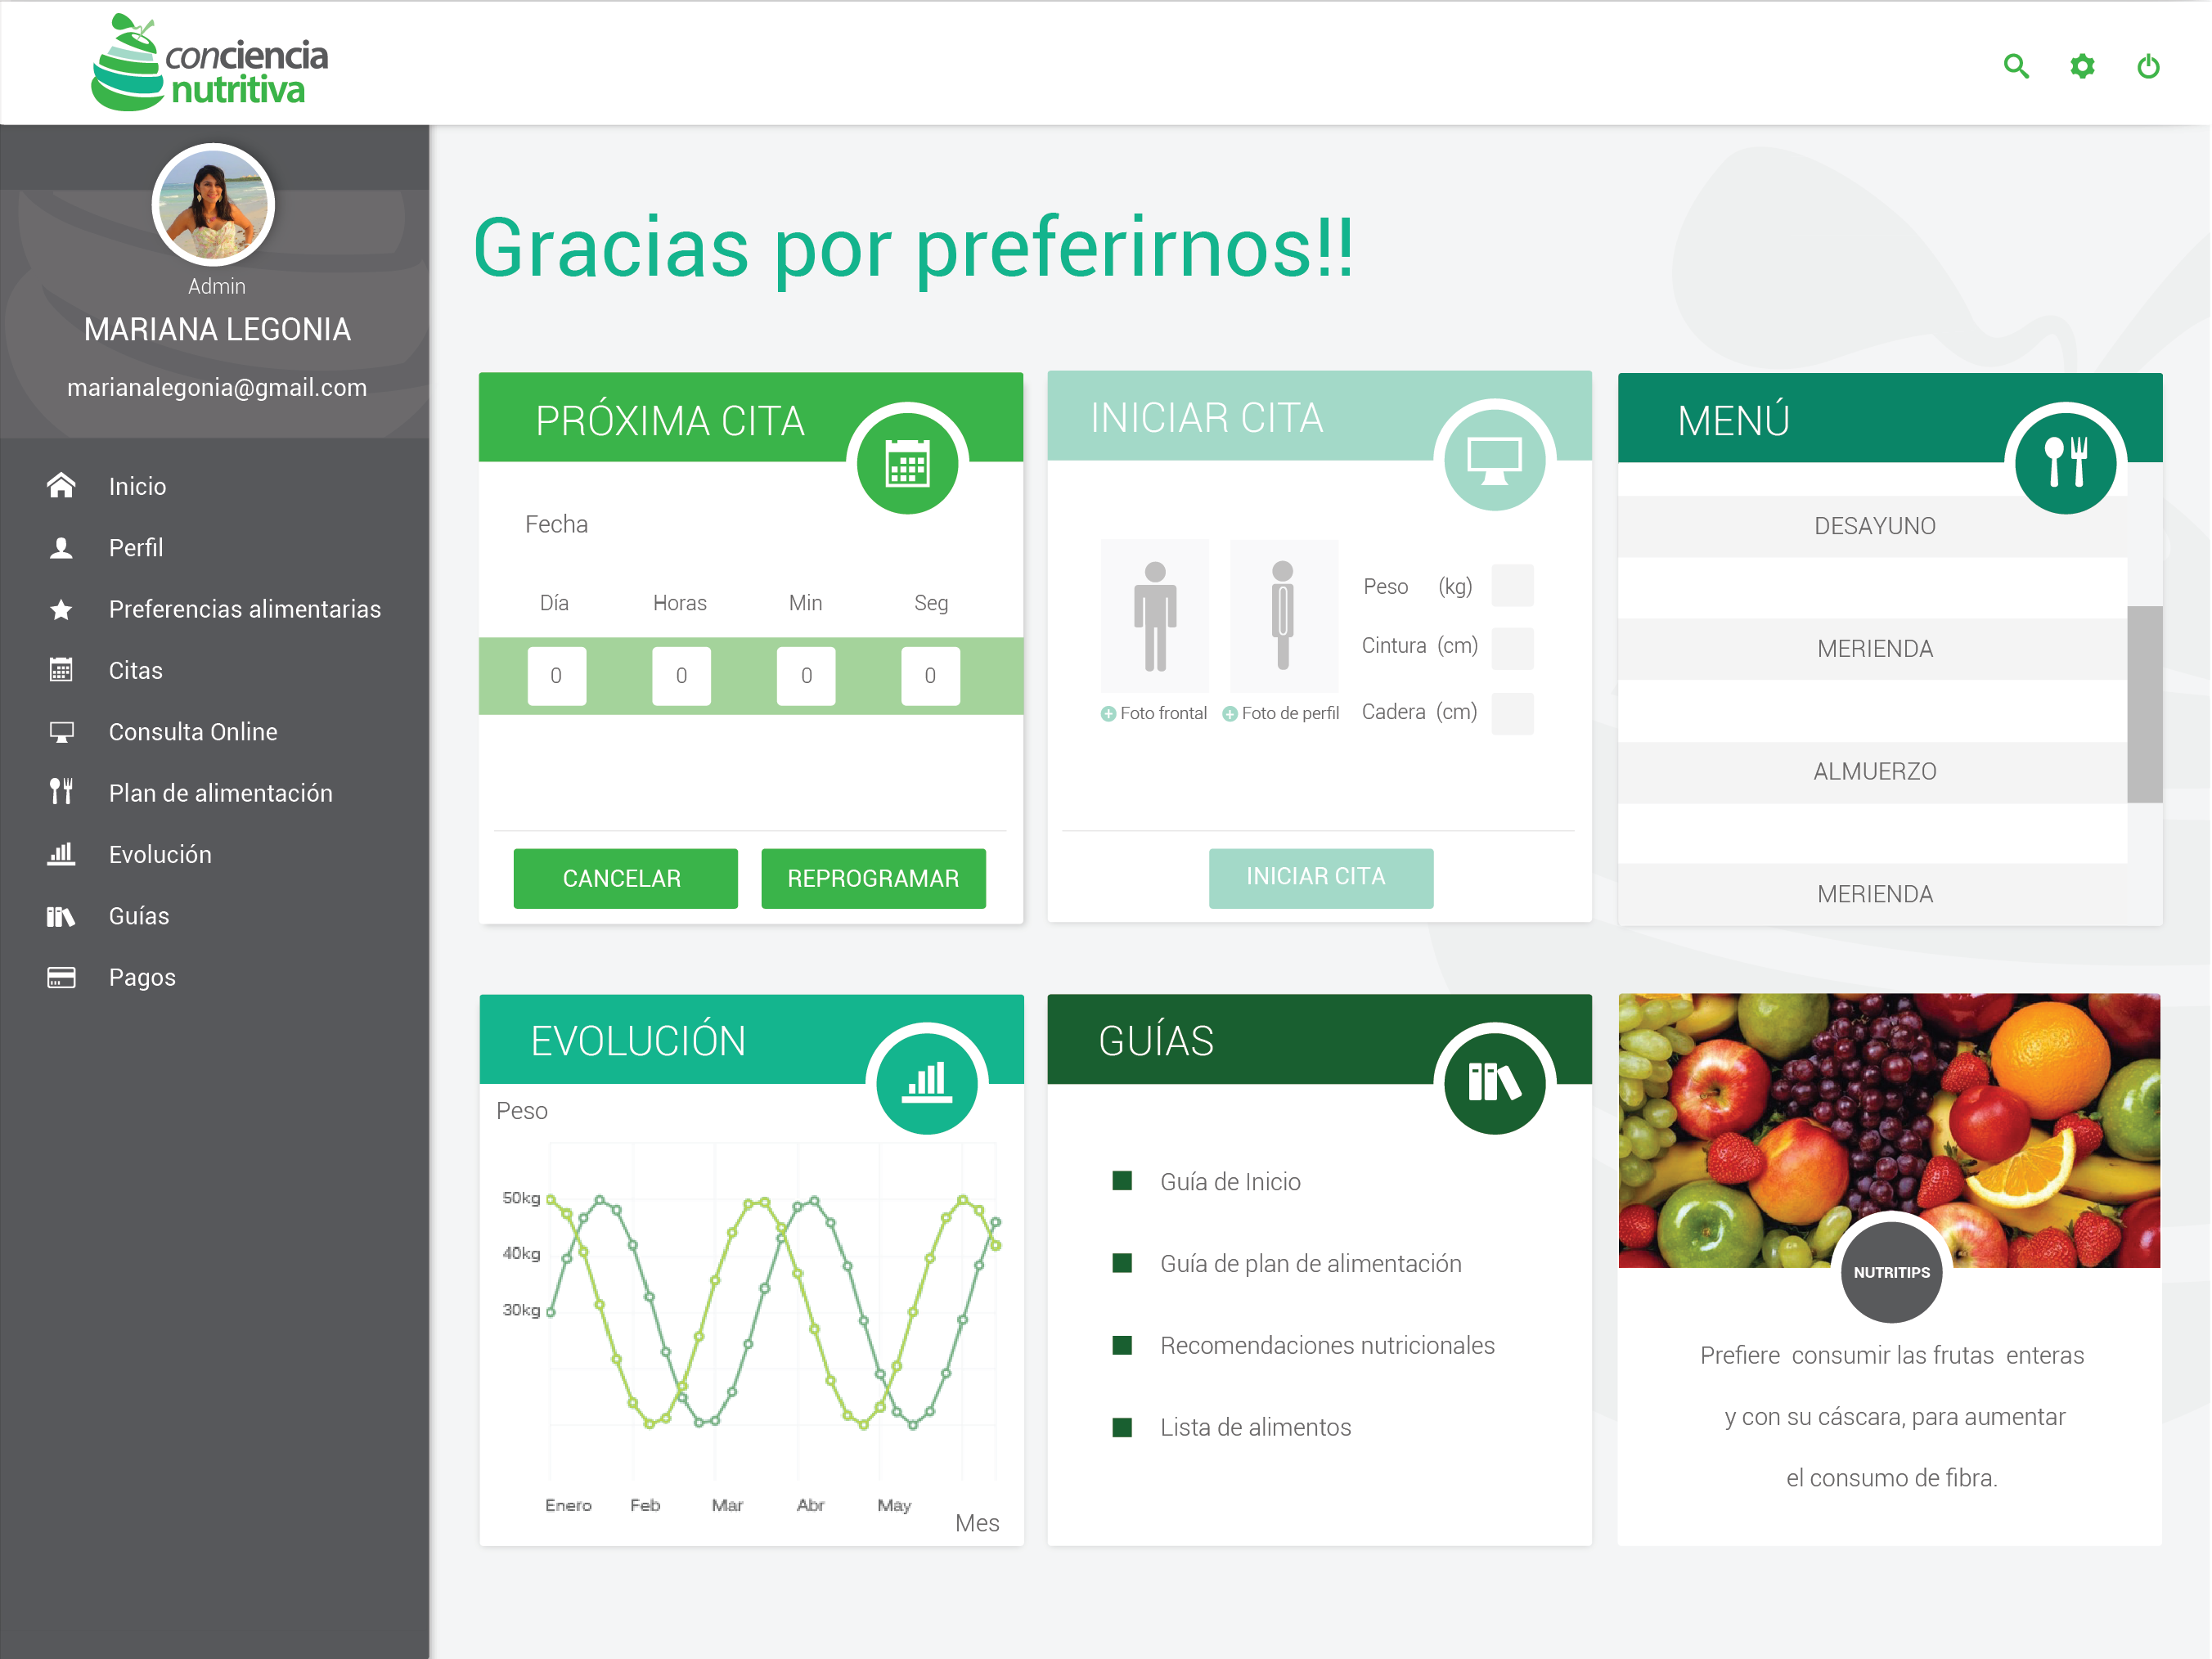 conciencia
nutritiva
Admin
MARIANA LEGONIA
marianalegonia@gmail.com
Inicio
Perfil
Preferencias alimentarias
Citas
Consulta Online
Plan de alimentación
Evolución
Guías
Pagos
Gracias por preferirnos!!
PRÓXIMA CITA
Fecha
Día Horas Min Seg
0 0 0 0
CANCELAR REPROGRAMAR
INICIAR CITA
Peso (kg)
Cintura (cm)
Cadera (cm)
Foto frontal Foto de perfil
INICIAR CITA
MENÚ
DESAYUNO
MERIENDA
ALMUERZO
MERIENDA
EVOLUCIÓN
Peso
50kg
40kg
30kg
Enero Feb Mar Abr May
Mes
GUÍAS
Guía de Inicio
Guía de plan de alimentación
Recomendaciones nutricionales
Lista de alimentos
NUTRITIPS
Prefiere consumir las frutas enteras
y con su cáscara, para aumentar
el consumo de fibra.